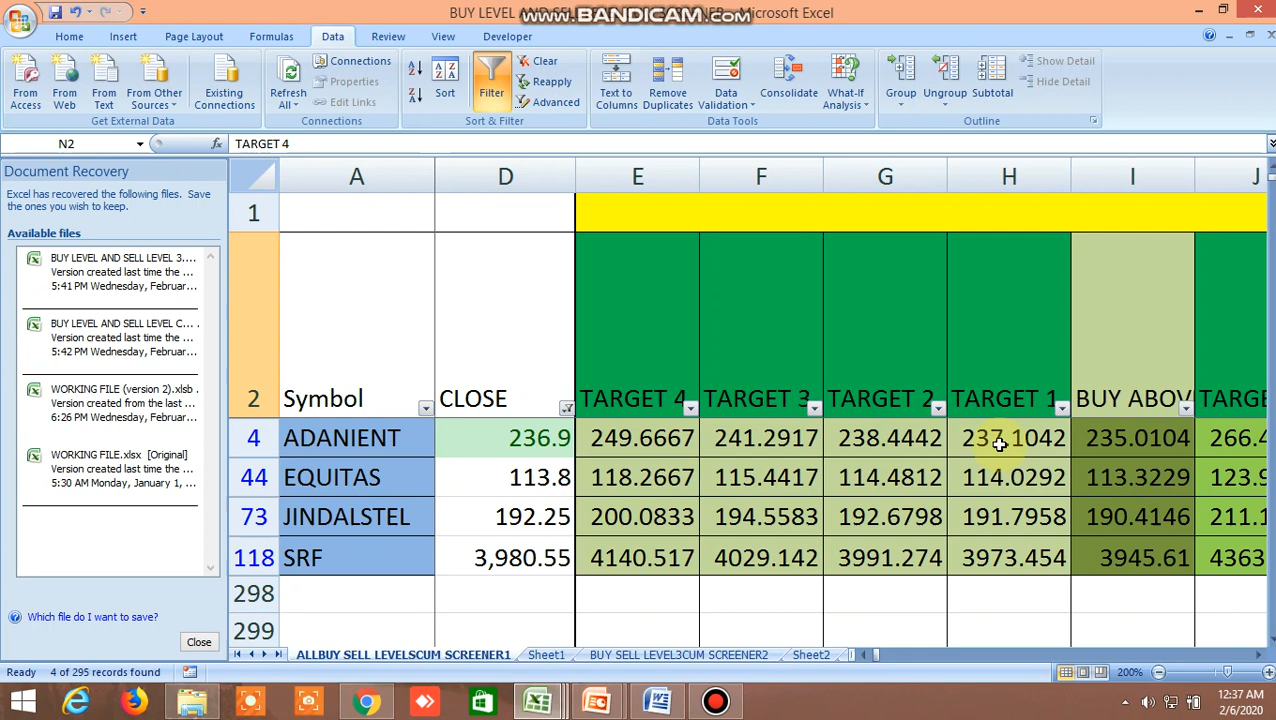 BUY LEVEL AND SELL
www.BANDICAM.com
- Microsoft Excel
Home Insert Page Layout Formulas Data Review View Developer
From Access
From Web
From Text
From Other Sources
Existing Connections
Get External Data
Refresh All
Connections
Properties
Edit Links
Connections
Sort
Filter
Clear
Reapply
Advanced
Sort & Filter
Text to Columns
Remove Duplicates
Data Validation
Consolidate
What-If Analysis
Data Tools
Group
Ungroup
Subtotal
Show Detail
Hide Detail
Outline
N2 fx TARGET 4
Document Recovery
Excel has recovered the following files. Save
the ones you wish to keep.
Available files
BUY LEVEL AND SELL LEVEL 3....
Version created last time the ...
5:41 PM Wednesday, Februar...
BUY LEVEL AND SELL LEVEL C... .
Version created last time the ...
5:42 PM Wednesday, Februar...
WORKING FILE (version 2).xlsb .
Version created from the last ...
6:26 PM Wednesday, Februar...
WORKING FILE.xlsx [Original]
Version created last time the ...
5:30 AM Monday, January 1, ...
Which file do I want to save?
Close
A D E F G H I J
1
2 Symbol CLOSE TARGET 4 TARGET 3 TARGET 2 TARGET 1 BUY ABOV TARGE
4 ADANIENT 236.9 249.6667 241.2917 238.4442 237.1042 235.0104 266.4
44 EQUITAS 113.8 118.2667 115.4417 114.4812 114.0292 113.3229 123.9
73 JINDALSTEL 192.25 200.0833 194.5583 192.6798 191.7958 190.4146 211.1
118 SRF 3,980.55 4140.517 4029.142 3991.274 3973.454 3945.61 4363
298
299
ALLBUY SELL LEVELSCUM SCREENER1 Sheet1 BUY SELL LEVEL3CUM SCREENER2 Sheet2
Ready 4 of 295 records found 200%
12:37 AM
2/6/2020